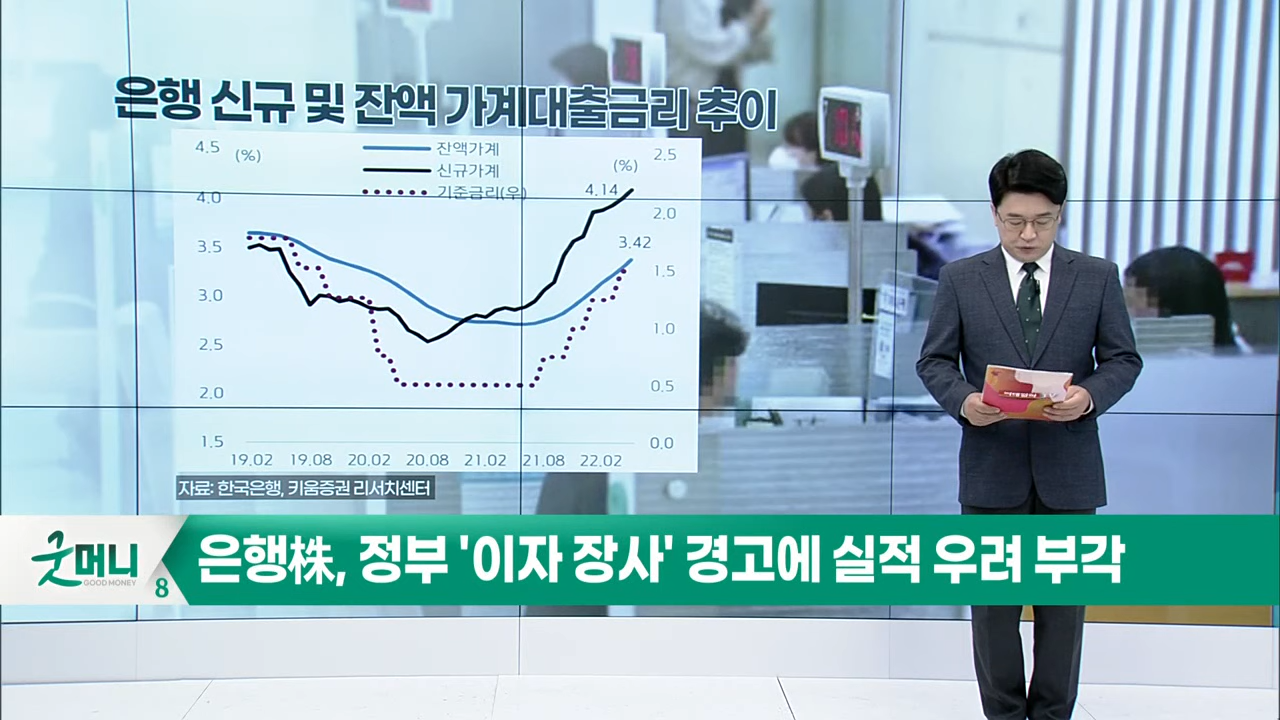 은행 신규 및 잔액 가계대출금리 추이
4.5 (%) 잔액가계 2.5
신규가계 (%)
4.0 기준금리(우) 4.14 2.0
3.5 3.42
1.5
3.0
1.0
2.5
2.0 0.5
1.5 0.0
19.02 19.08 20.02 20.08 21.02 21.08 22.02
자료: 한국은행, 키움증권 리서치센터
굿머니
GOOD MONEY
8
은행株, 정부 '이자 장사' 경고에 실적 우려 부각